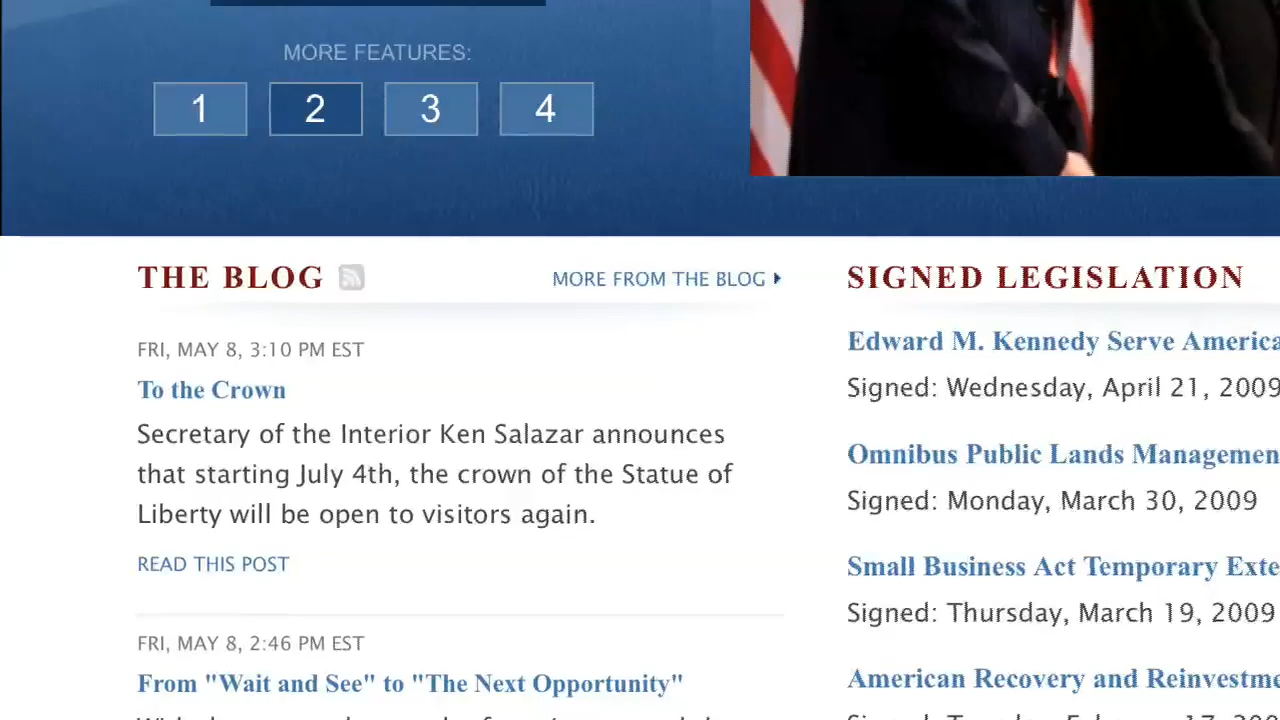 MORE FEATURES:
1 2 3 4
THE BLOG
MORE FROM THE BLOG
FRI, MAY 8, 3:10 PM EST
To the Crown
Secretary of the Interior Ken Salazar announces
that starting July 4th, the crown of the Statue of
Liberty will be open to visitors again.
READ THIS POST
FRI, MAY 8, 2:46 PM EST
From "Wait and See" to "The Next Opportunity"
SIGNED LEGISLATION
Edward M. Kennedy Serve America
Signed: Wednesday, April 21, 2009
Omnibus Public Lands Managemen
Signed: Monday, March 30, 2009
Small Business Act Temporary Exte
Signed: Thursday, March 19, 2009
American Recovery and Reinvestme